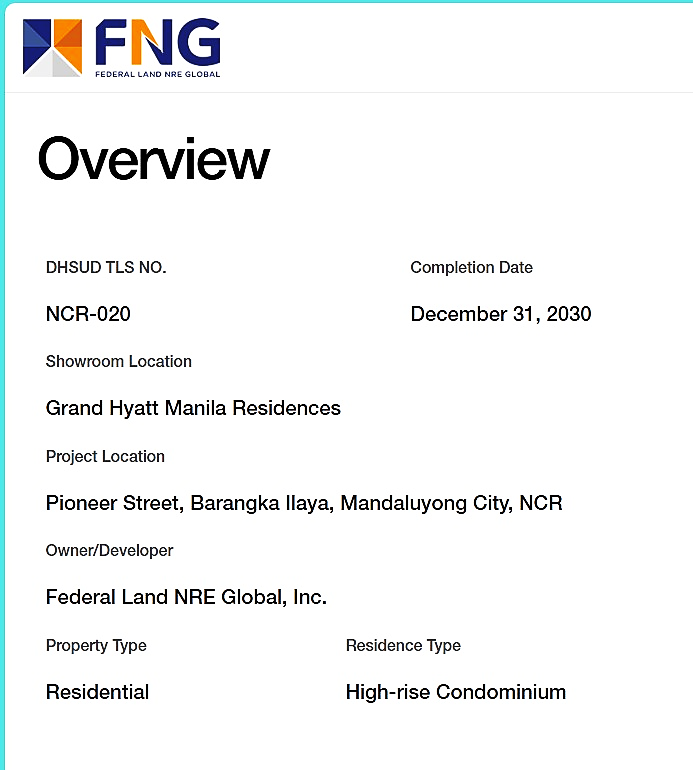 FNG
FEDERAL LAND NRE GLOBAL
Overview
DHSUD TLS NO.
NCR-020
Completion Date
December 31, 2030
Showroom Location
Grand Hyatt Manila Residences
Project Location
Pioneer Street, Barangka Ilaya, Mandaluyong City, NCR
Owner/Developer
Federal Land NRE Global, Inc.
Property Type
Residential
Residence Type
High-rise Condominium